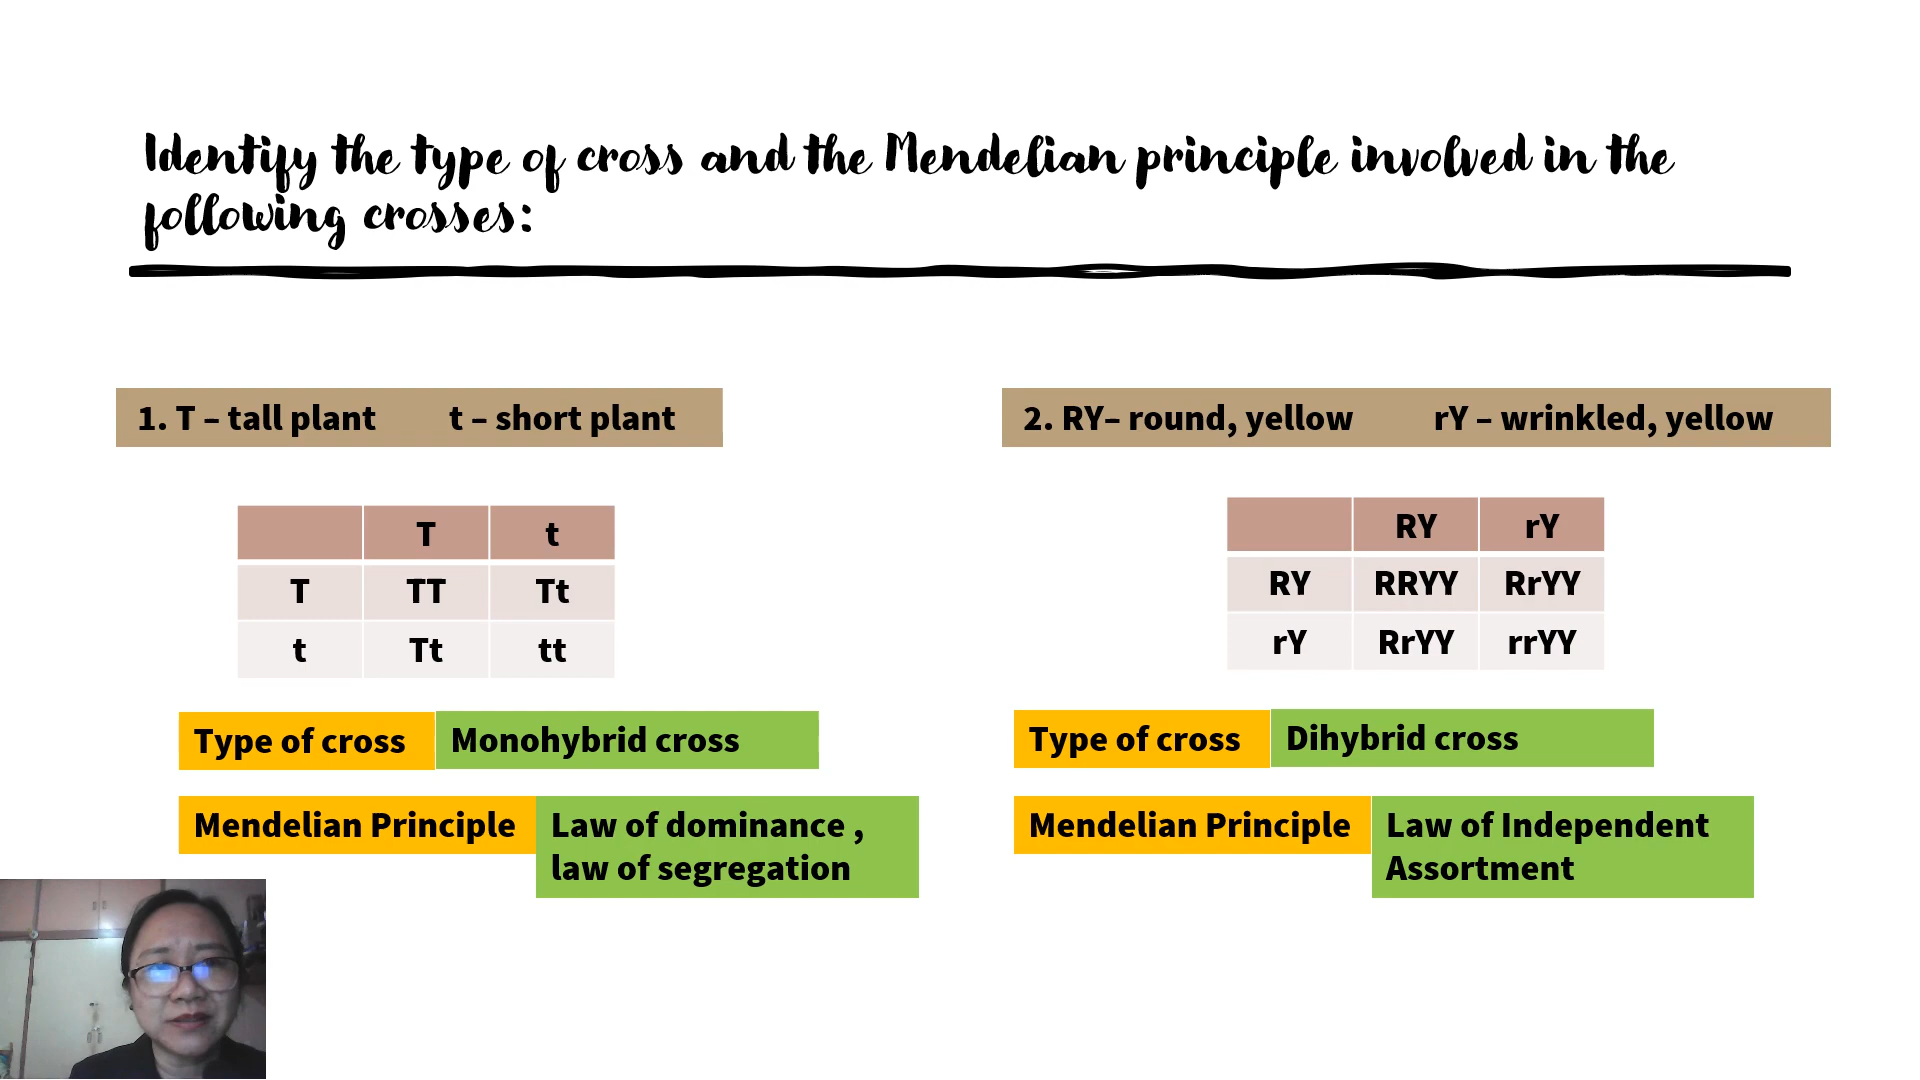 Identify the type of cross and the Mendelian principle involved in the
following crosses:
1. T – tall plant t – short plant
T t
T TT Tt
t Tt tt
Type of cross Monohybrid cross
Mendelian Principle Law of dominance ,
law of segregation
2. RY– round, yellow rY – wrinkled, yellow
RY rY
RY RRYY RrYY
rY RrYY rrYY
Type of cross Dihybrid cross
Mendelian Principle Law of Independent
Assortment